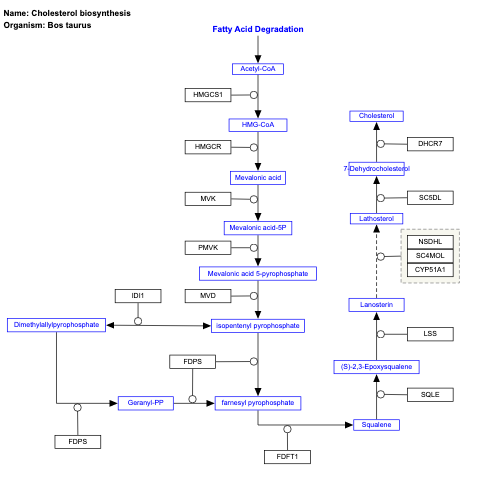 Name: Cholesterol biosynthesis
Organism: Bos taurus
Fatty Acid Degradation
Acetyl-CoA
HMGCS1
Cholesterol
HMG-CoA
DHCR7
HMGCR
7-Dehydrocholesterol
Mevalonic acid
MVK
SC5DL
Lathosterol
Mevalonic acid-5P
NSDHL
PMVK
SC4MOL
CYP51A1
Mevalonic acid 5-pyrophosphate
IDI1
MVD
Lanosterin
Dimethylallylpyrophosphate
isopentenyl pyrophosphate
LSS
FDPS
(S)-2,3-Epoxysqualene
SQLE
Geranyl-PP
farnesyl pyrophosphate
Squalene
FDPS
FDFT1